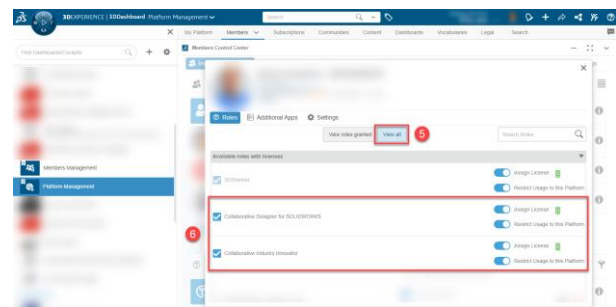 3DEXPERIENCE | 3DDashboard Platform Management
Search
My Platform Members Subscriptions Communities Content Dashboards Vocabularies Legal Search
Find Dashboards/Cockpits
Members Control Center
Roles Additional Apps Settings
View roles granted View all 5
Search Roles
Available roles with licenses
Assign License
Restrict Usage to this Platform
Members Management
Platform Management
6
Collaborative Designer for SOLIDWORKS
Assign License
Restrict Usage to this Platform
Collaborative Industry Innovator
Assign License
Restrict Usage to this Platform